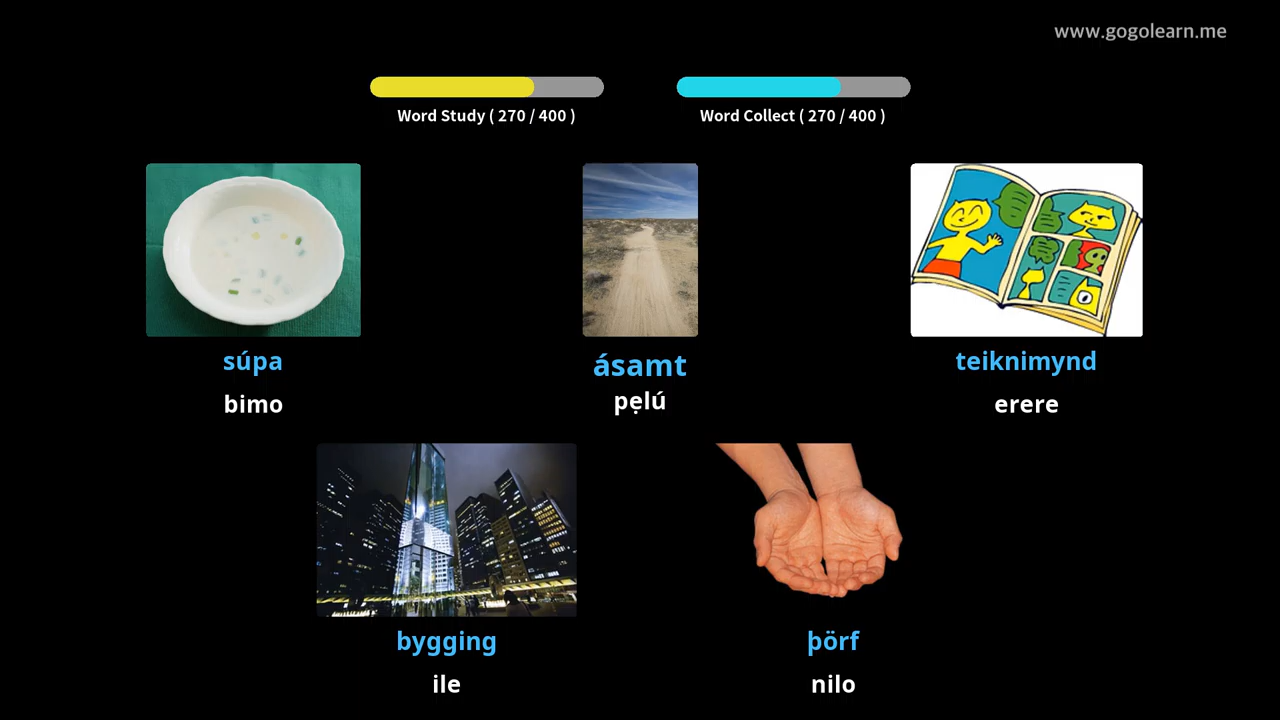 www.gogolearn.me
Word Study ( 270 / 400 )
Word Collect ( 270 / 400 )
súpa
ásamt
teiknimynd
bimo
pẹlú
erere
bygging
þörf
ile
nilo